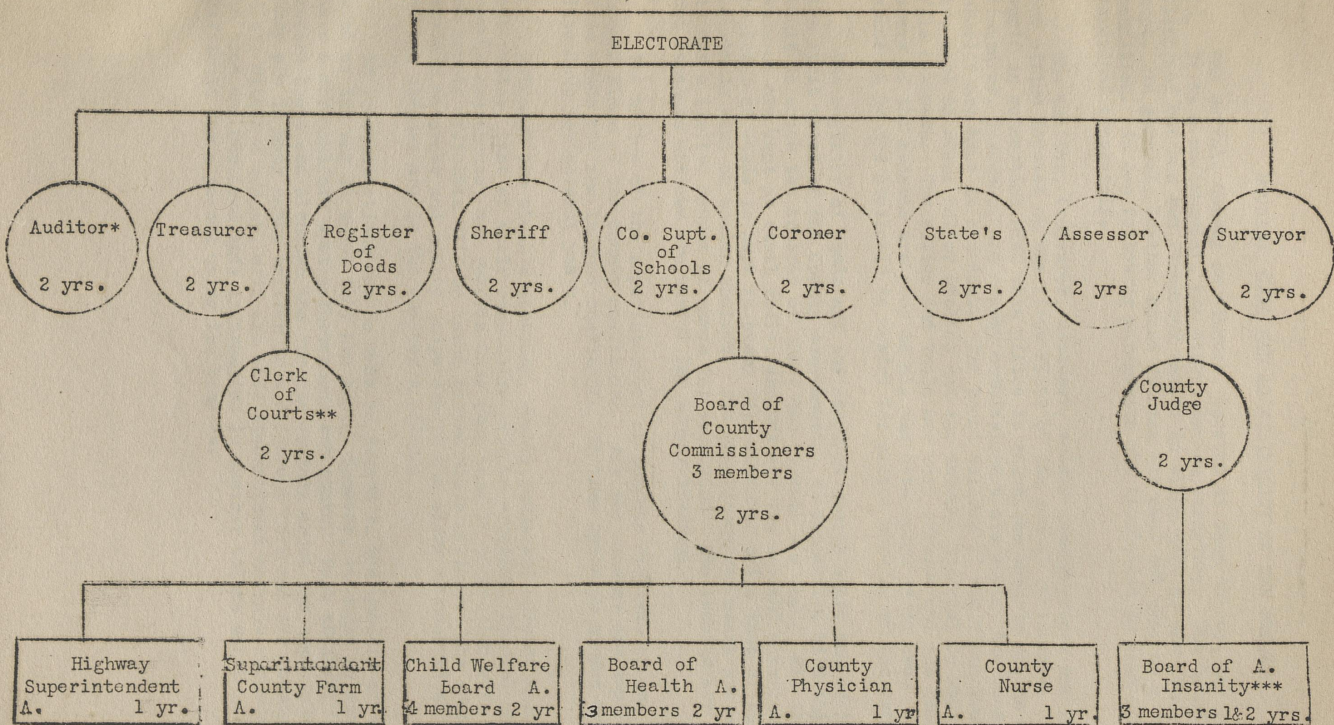 ELECTORATE
Auditor*
2 yrs.
Treasurer
2 yrs.
Register
of
Deeds
2 yrs.
Sheriff
2 yrs.
Co. Supt.
of
Schools
2 yrs.
Coroner
2 yrs.
State's
2 yrs.
Assessor
2 yrs
Surveyor
2 yrs.
Clerk
of
Courts**
2 yrs.
Board of
County
Commissioners
3 members
2 yrs.
County
Judge
2 yrs.
Highway
Superintendent
A. 1 yr.
Superintendent
County Farm
A. 1 yr
Child Welfare
Board A.
4 members 2 yr
Board of
Health A.
3 members 2 yr
County
Physician
A. 1 yr
County
Nurse
A. 1 yr.
Board of A.
Insanity***
3 members 1&2 yrs.